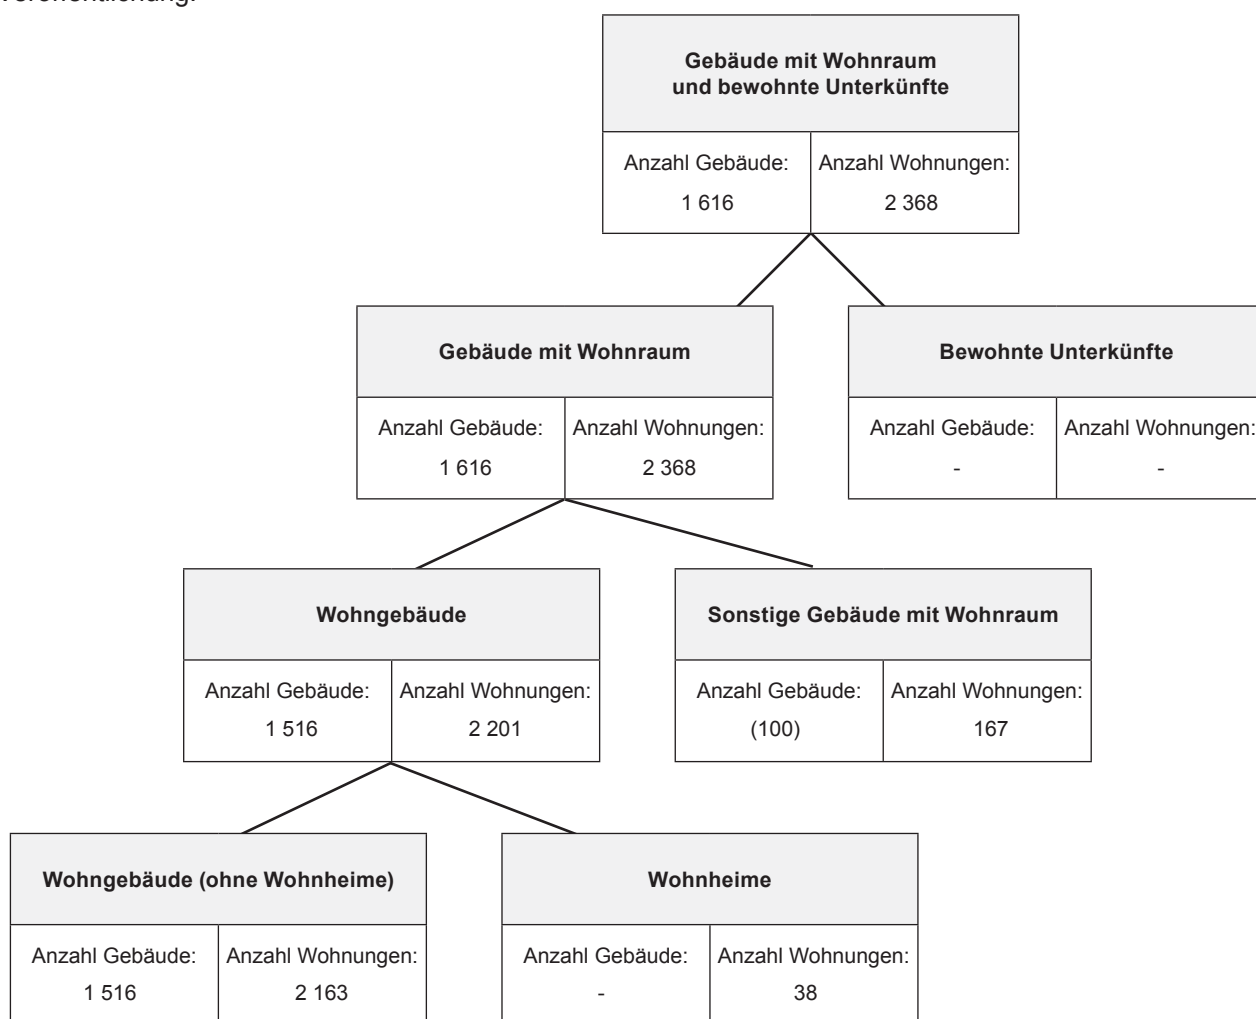 Veröffentlichung.
Gebäude mit Wohnraum
und bewohnte Unterkünfte
Anzahl Gebäude:
1 616
Anzahl Wohnungen:
2 368
Gebäude mit Wohnraum
Anzahl Gebäude:
1 616
Anzahl Wohnungen:
2 368
Bewohnte Unterkünfte
Anzahl Gebäude:
-
Anzahl Wohnungen:
-
Wohngebäude
Anzahl Gebäude:
1 516
Anzahl Wohnungen:
2 201
Sonstige Gebäude mit Wohnraum
Anzahl Gebäude:
(100)
Anzahl Wohnungen:
167
Wohngebäude (ohne Wohnheime)
Anzahl Gebäude:
1 516
Anzahl Wohnungen:
2 163
Wohnheime
Anzahl Gebäude:
-
Anzahl Wohnungen:
38